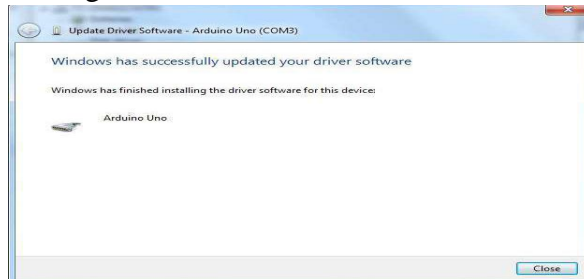 Update Driver Software - Arduino Uno (COM3)
Windows has successfully updated your driver software
Windows has finished installing the driver software for this device:
Arduino Uno
Close